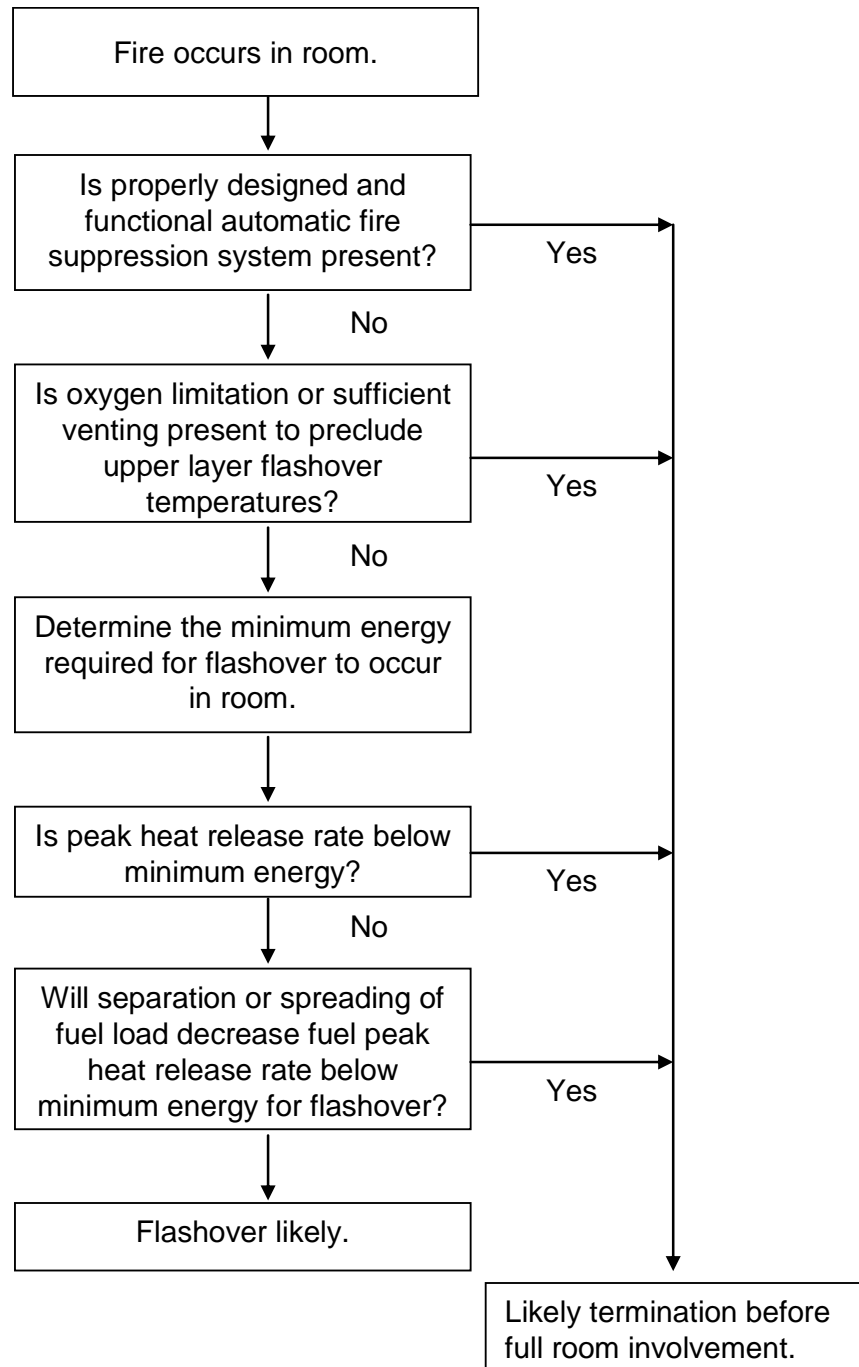 Fire occurs in room.
Is properly designed and
functional automatic fire
suppression system present?
Yes
No
Is oxygen limitation or sufficient
venting present to preclude
upper layer flashover
temperatures?
Yes
No
Determine the minimum energy
required for flashover to occur
in room.
Is peak heat release rate below
minimum energy?
Yes
No
Will separation or spreading of
fuel load decrease fuel peak
heat release rate below
minimum energy for flashover?
Yes
Flashover likely.
Likely termination before
full room involvement.